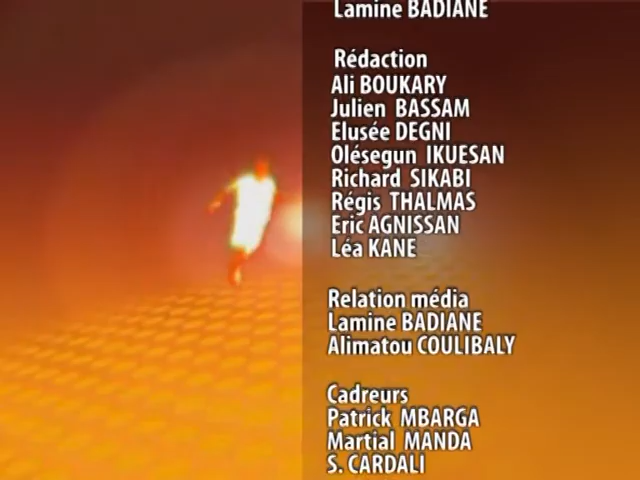 Lamine BADIANE
Rédaction
Ali BOUKARY
Julien BASSAM
Elusée DEGNI
Olésegun IKUESAN
Richard SIKABI
Régis THALMAS
Eric AGNISSAN
Léa KANE
Relation média
Lamine BADIANE
Alimatou COULIBALY
Cadreurs
Patrick MBARGA
Martial MANDA
S. CARDALI